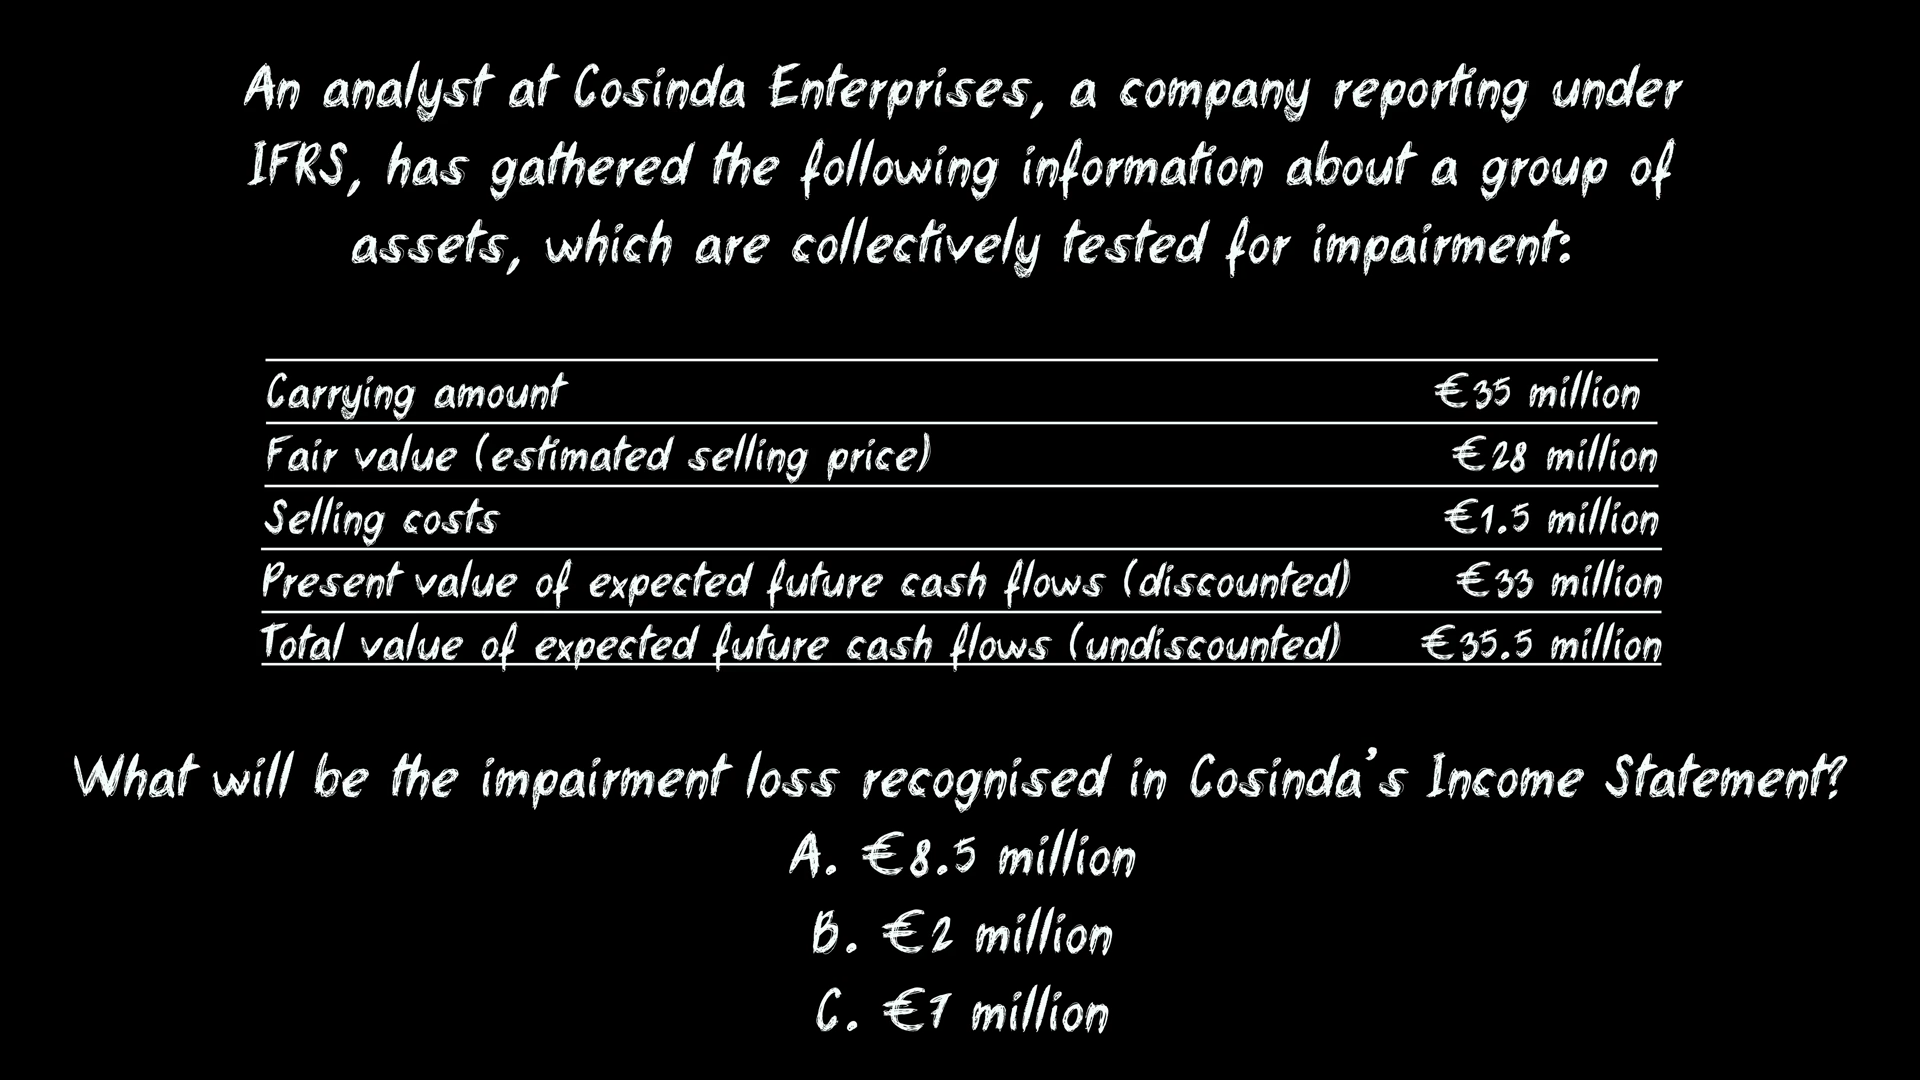 An analyst at Cosinda Enterprises, a company reporting under
IFRS, has gathered the following information about a group of
assets, which are collectively tested for impairment:
Carrying amount €35 million
Fair value (estimated selling price) €28 million
Selling costs €1.5 million
Present value of expected future cash flows (discounted) €33 million
Total value of expected future cash flows (undiscounted) €35.5 million
What will be the impairment loss recognised in Cosinda's Income Statement?
A. €8.5 million
B. €2 million
C. €7 million